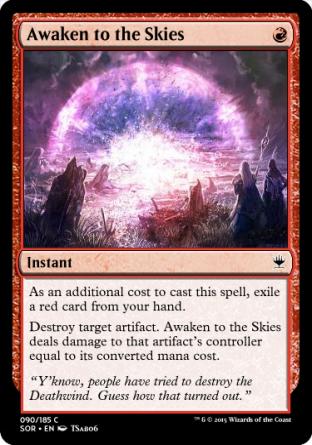 Awaken to the Skies
Instant
As an additional cost to cast this spell, exile
a red card from your hand.
Destroy target artifact. Awaken to the Skies
deals damage to that artifact's controller
equal to its converted mana cost.
“Y'know, people have tried to destroy the
Deathwind. Guess how that turned out.”
090/185 C
SOR • EN TSabo6
™ & © 2015 Wizards of the Coast